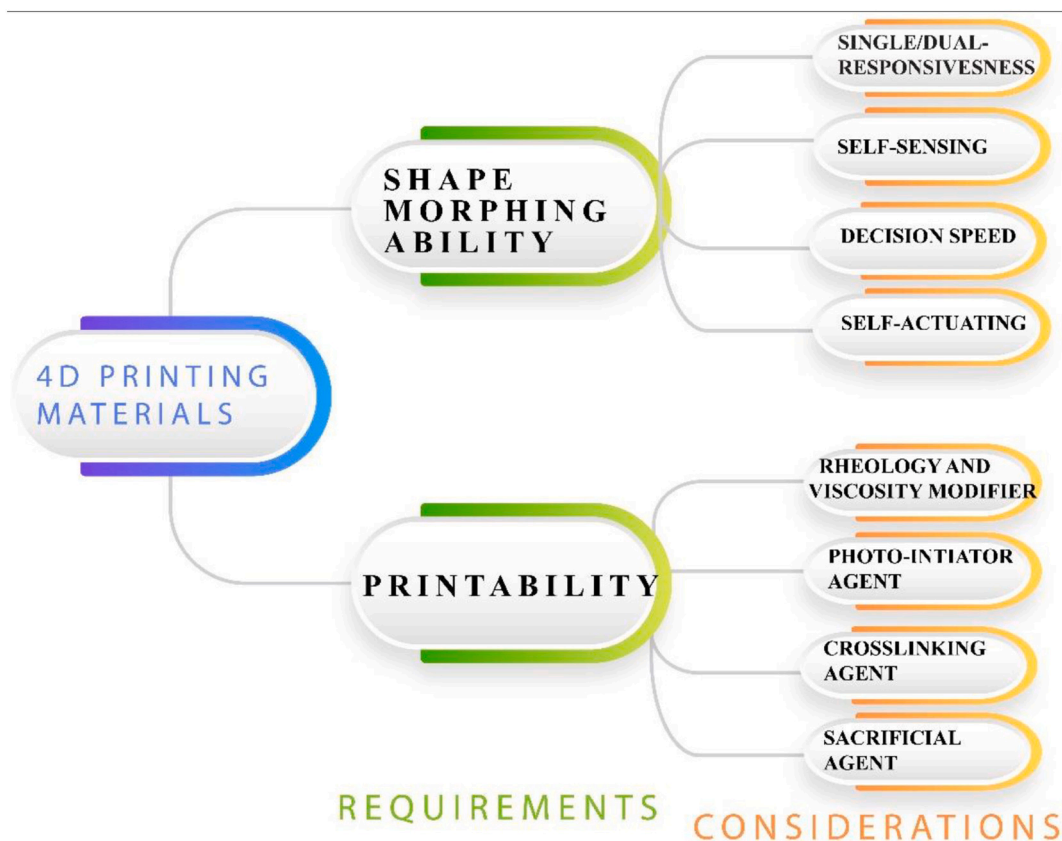 SINGLE/DUAL-
RESPONSIVESNESS
SELF-SENSING
SHAPE
MORPHING
ABILITY
DECISION SPEED
SELF-ACTUATING
4D PRINTING
MATERIALS
RHEOLOGY AND
VISCOSITY MODIFIER
PHOTO-INTIATOR
AGENT
PRINTABILITY
CROSSLINKING
AGENT
SACRIFICIAL
AGENT
REQUIREMENTS
CONSIDERATIONS